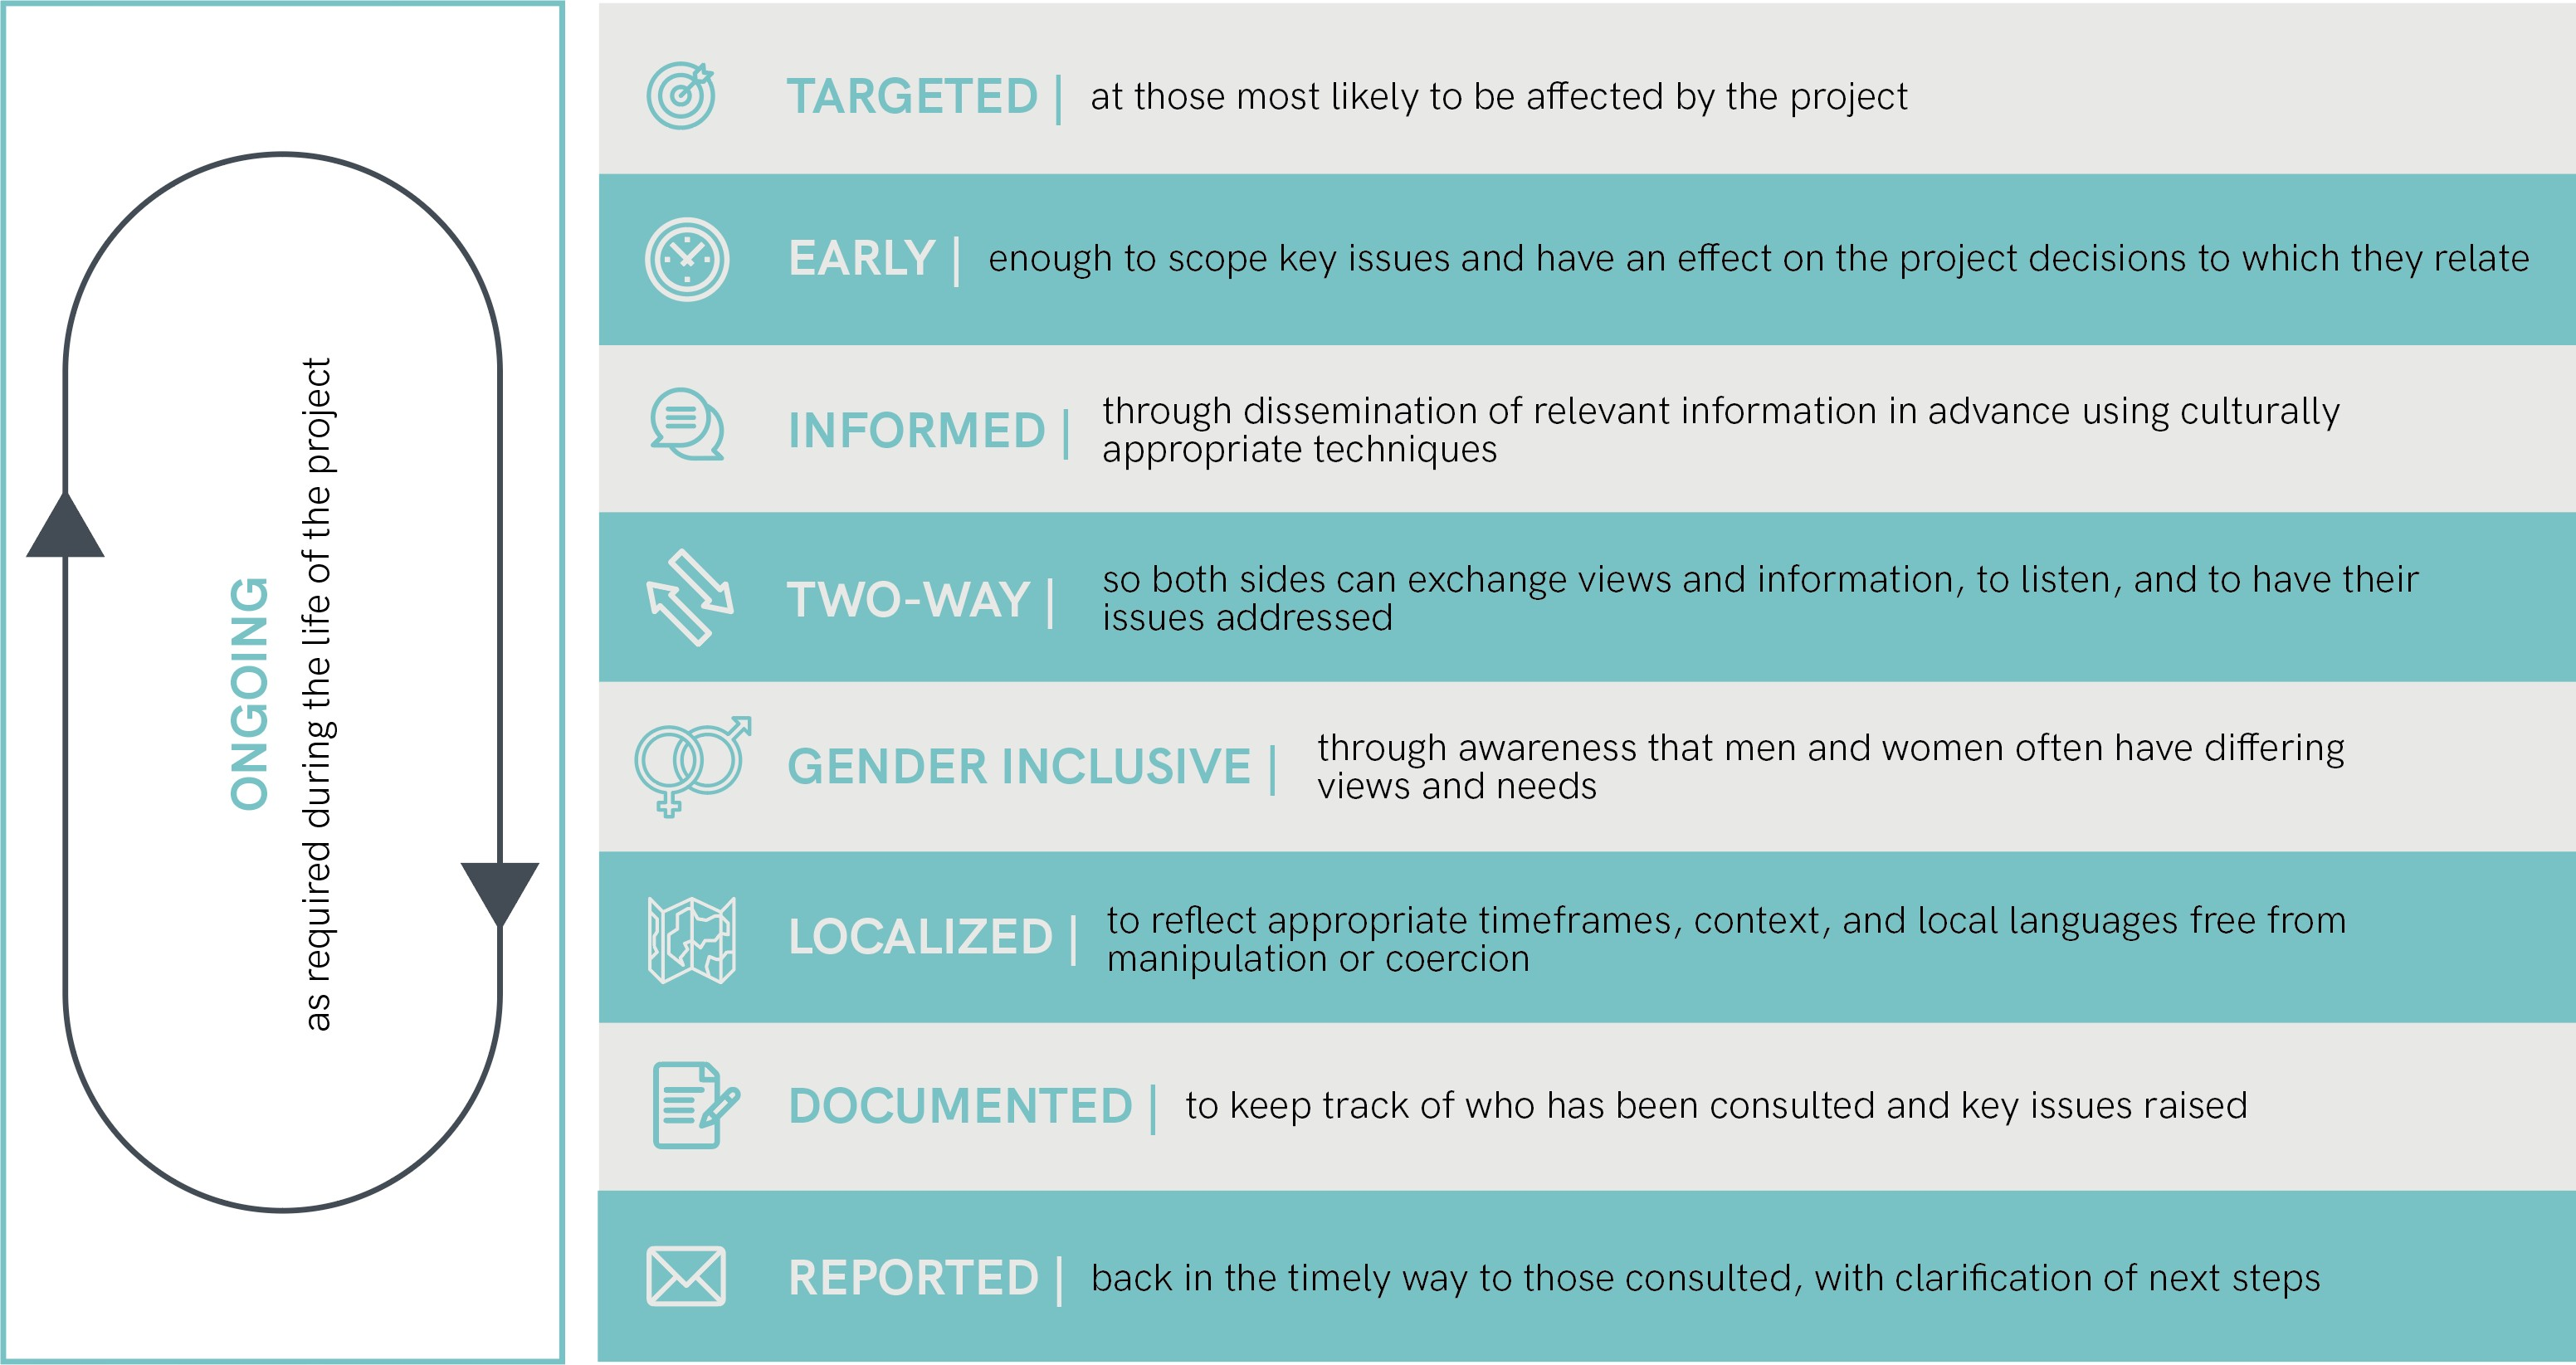 ONGOING
as required during the life of the project
TARGETED | at those most likely to be affected by the project
EARLY | enough to scope key issues and have an effect on the project decisions to which they relate
INFORMED | through dissemination of relevant information in advance using culturally
appropriate techniques
TWO-WAY | so both sides can exchange views and information, to listen, and to have their
issues addressed
GENDER INCLUSIVE | through awareness that men and women often have differing
views and needs
LOCALIZED | to reflect appropriate timeframes, context, and local languages free from
manipulation or coercion
DOCUMENTED | to keep track of who has been consulted and key issues raised
REPORTED | back in the timely way to those consulted, with clarification of next steps